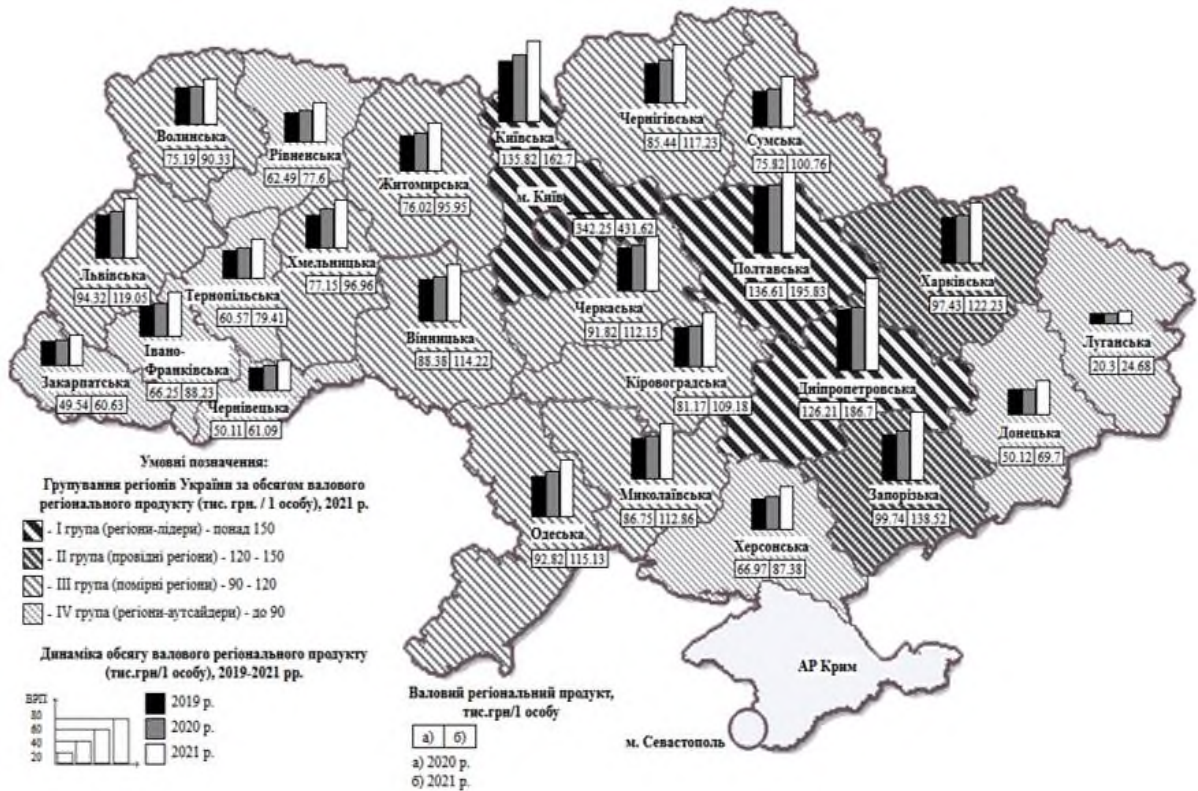 Волинська
75.19 90.33
Рівненська
62.49 77.6
Житомирська
76.02 95.95
Київська
135.82 162.7
м. Київ
342.25 431.62
Чернігівська
85.44 117.23
Сумська
75.82 100.76
Львівська
94.32 119.05
Тернопільська
60.57 79.41
Хмельницька
77.15 96.96
Вінницька
88.38 114.22
Черкаська
91.82 112.15
Полтавська
136.61 195.83
Харківська
97.43 122.23
Луганська
20.3 24.68
Закарпатська
49.54 60.63
Івано-
Франківська
66.25 88.23
Чернівецька
50.11 61.09
Кіровоградська
81.17 109.18
Дніпропетровська
126.21 186.7
Донецька
50.12 69.7
Одеська
92.82 115.13
Миколаївська
86.75 112.86
Херсонська
66.97 87.38
Запорізька
99.74 138.52
АР Крим
м. Севастополь
Умовні позначення:
Групування регіонів України за обсягом валового
регіонального продукту (тис. грн. / 1 особу), 2021 р.
- І група (регіони-лідери) - понад 150
- ІІ група (провідні регіони) - 120 - 150
- ІІІ група (помірні регіони) - 90 - 120
- IV група (регіони-аутсайдери) - до 90
Динаміка обсягу валового регіонального продукту
(тис.грн/1 особу), 2019-2021 рр.
ВРП
80
60
40
20
2019 р.
2020 р.
2021 р.
Валовий регіональний продукт,
тис.грн/1 особу
а) б)
а) 2020 р.
б) 2021 р.